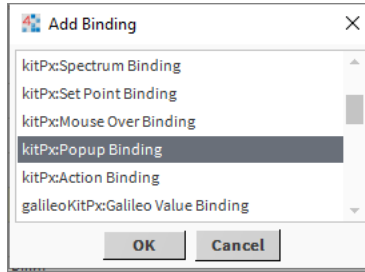 Add Binding
kitPx:Spectrum Binding
kitPx:Set Point Binding
kitPx:Mouse Over Binding
kitPx:Popup Binding
kitPx:Action Binding
galileoKitPx:Galileo Value Binding
OK Cancel